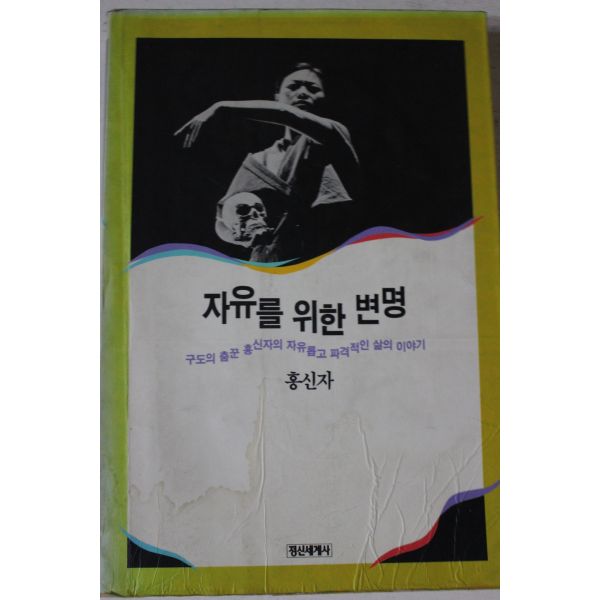 자유를 위한 변명
구도의 춤꾼 홍신자의 자유롭고 파격적인 삶의 이야기
홍신자
정신세계사